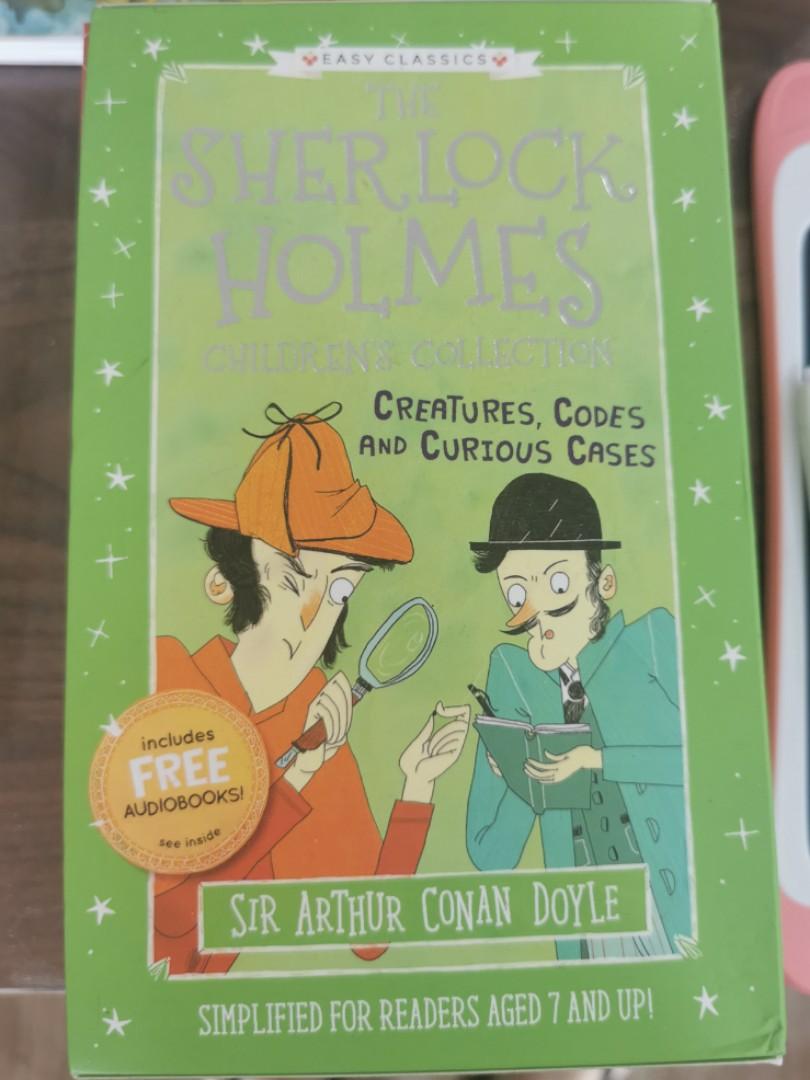 EASY CLASSICS
THE
SHERLOCK
HOLMES
CHILDREN'S COLLECTION
CREATURES, CODES
AND CURIOUS CASES
includes
FREE
AUDIOBOOKS!
see inside
SIR ARTHUR CONAN DOYLE
SIMPLIFIED FOR READERS AGED 7 AND UP!